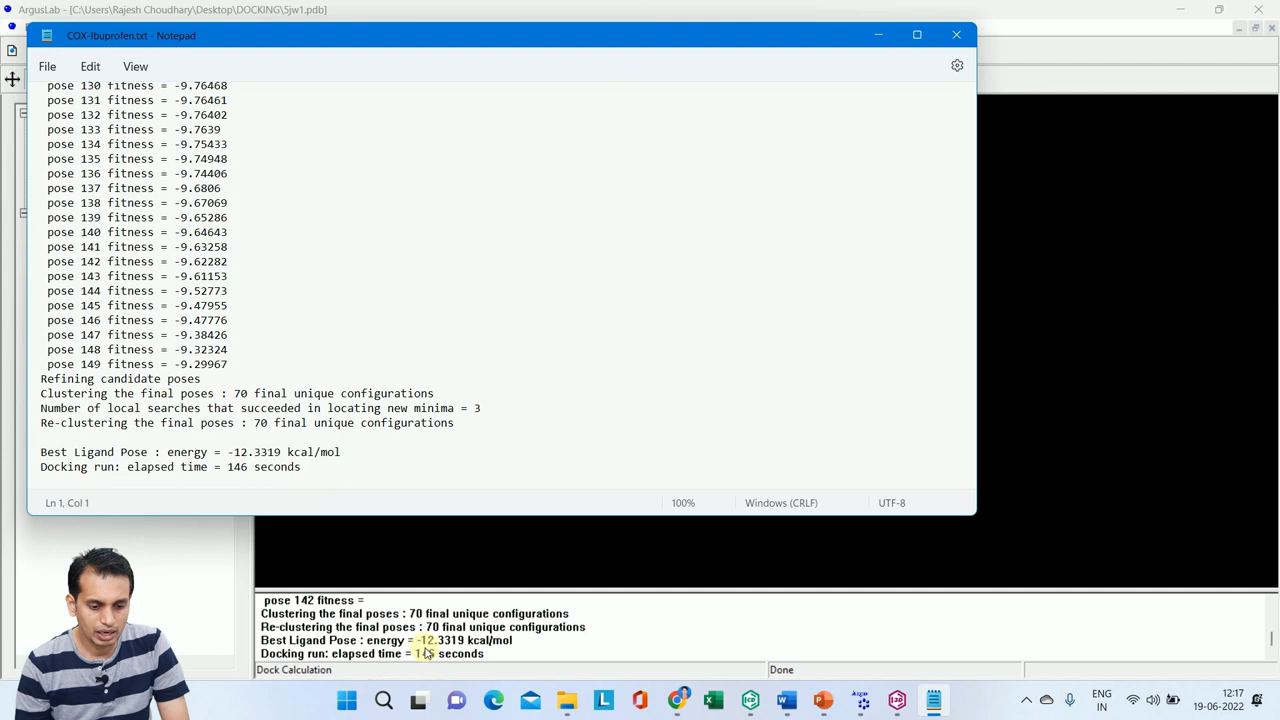 ArgusLab - [C:\Users\Rajesh Choudhary\Desktop\DOCKING\5jw1.pdb]
COX-Ibuprofen.txt - Notepad
File Edit View
pose 130 fitness = -9.76468
pose 131 fitness = -9.76461
pose 132 fitness = -9.76402
pose 133 fitness = -9.7639
pose 134 fitness = -9.75433
pose 135 fitness = -9.74948
pose 136 fitness = -9.74406
pose 137 fitness = -9.6806
pose 138 fitness = -9.67069
pose 139 fitness = -9.65286
pose 140 fitness = -9.64643
pose 141 fitness = -9.63258
pose 142 fitness = -9.62282
pose 143 fitness = -9.61153
pose 144 fitness = -9.52773
pose 145 fitness = -9.47955
pose 146 fitness = -9.47776
pose 147 fitness = -9.38426
pose 148 fitness = -9.32324
pose 149 fitness = -9.29967
Refining candidate poses
Clustering the final poses : 70 final unique configurations
Number of local searches that succeeded in locating new minima = 3
Re-clustering the final poses : 70 final unique configurations
Best Ligand Pose : energy = -12.3319 kcal/mol
Docking run: elapsed time = 146 seconds
Ln 1, Col 1 100% Windows (CRLF) UTF-8
pose 142 fitness =
Clustering the final poses : 70 final unique configurations
Re-clustering the final poses : 70 final unique configurations
Best Ligand Pose : energy = -12.3319 kcal/mol
Docking run: elapsed time = 146 seconds
Docking Calculation Done
ENG 12:17
IN 19-06-2022